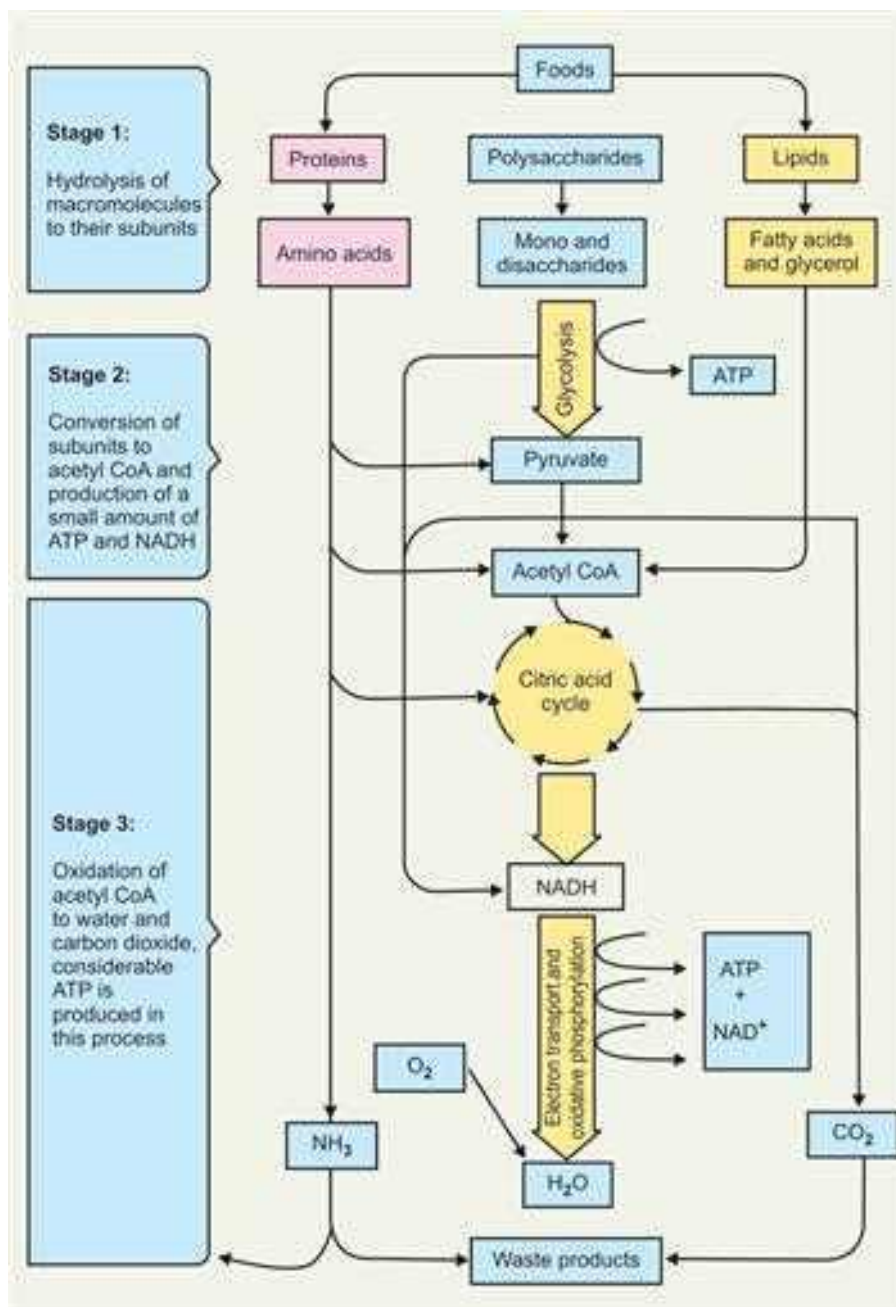 Foods
Stage 1:
Hydrolysis of
macromolecules
to their subunits
Proteins
Polysaccharides
Lipids
Amino acids
Mono and
disaccharides
Fatty acids
and glycerol
Stage 2:
Conversion of
subunits to
acetyl CoA and
production of a
small amount of
ATP and NADH
Glycolysis
ATP
Pyruvate
Acetyl CoA
Citric acid
cycle
Stage 3:
Oxidation of
acetyl CoA
to water and
carbon dioxide,
considerable
ATP is
produced in
this process
NADH
Electron transport and
oxidative phosphorylation
ATP
+
NAD⁺
O₂
NH₃
H₂O
CO₂
Waste products